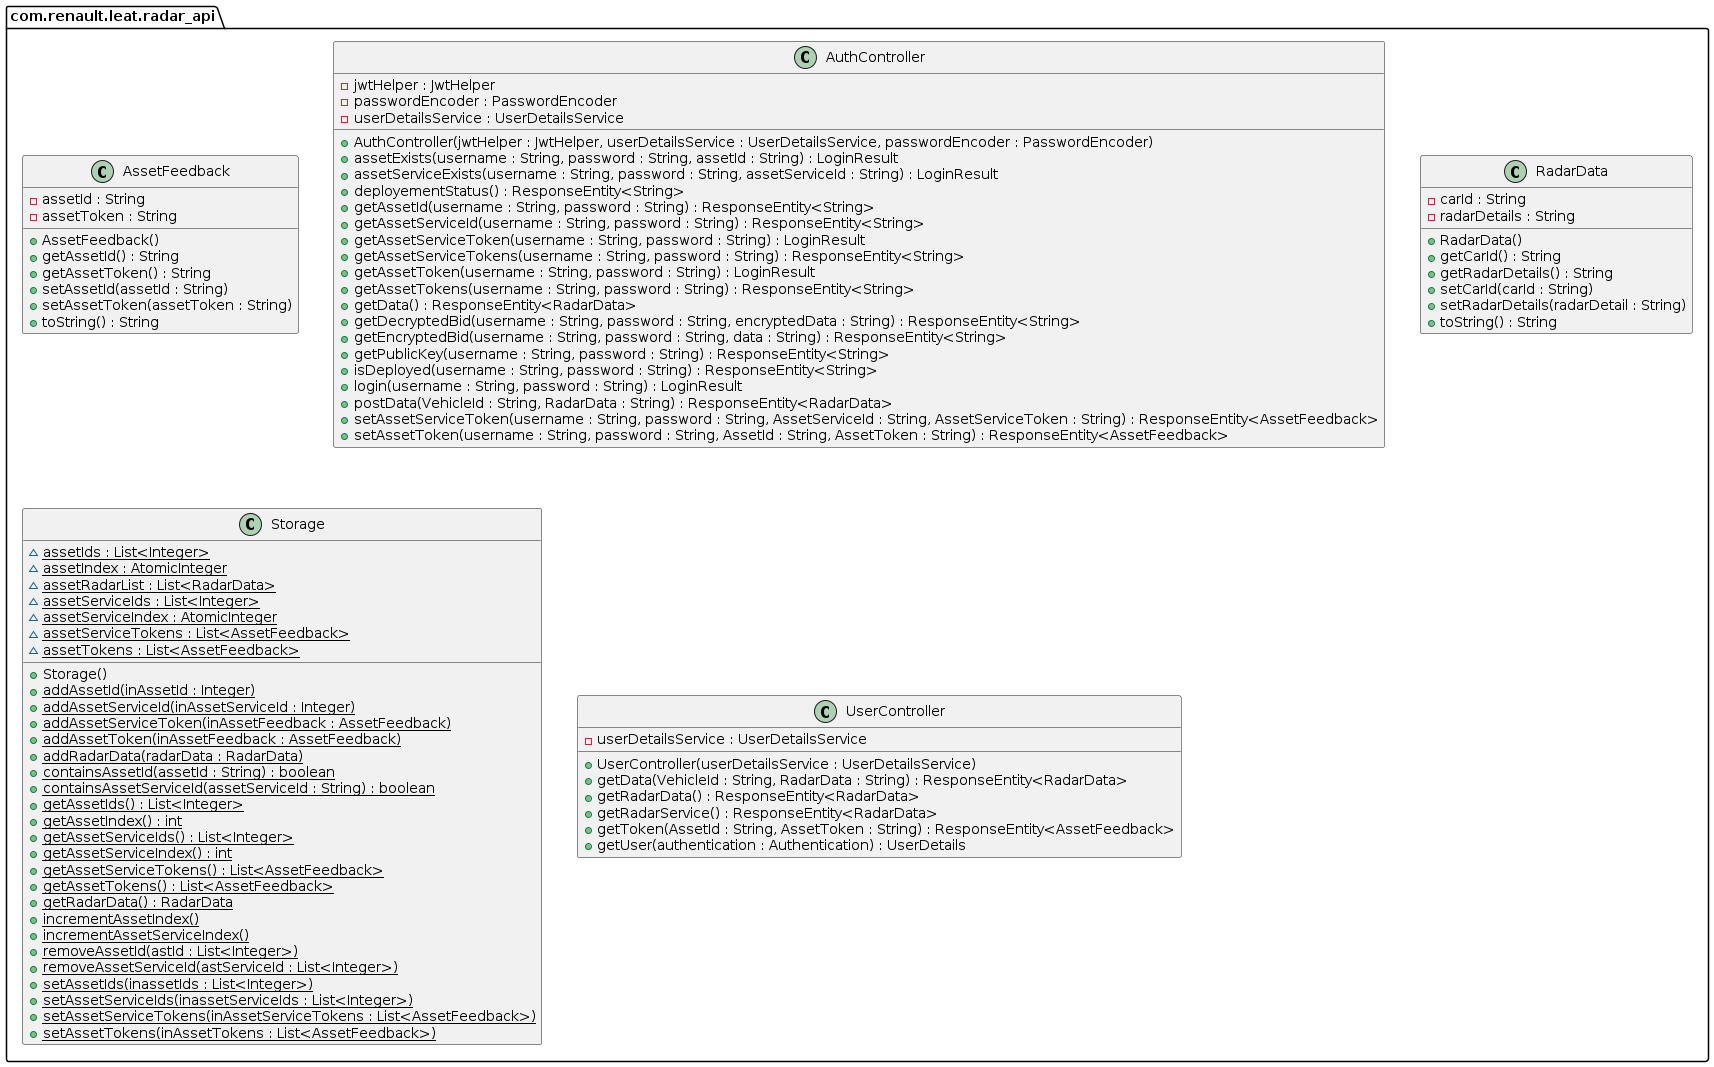 com.renault.leat.radar_api
AssetFeedback
assetId : String
assetToken : String
AssetFeedback()
getAssetId() : String
getAssetToken() : String
setAssetId(assetId : String)
setAssetToken(assetToken : String)
toString() : String
AuthController
jwtHelper : JwtHelper
passwordEncoder : PasswordEncoder
userDetailsService : UserDetailsService
AuthController(jwtHelper : JwtHelper, userDetailsService : UserDetailsService, passwordEncoder : PasswordEncoder)
assetExists(username : String, password : String, assetId : String) : LoginResult
assetServiceExists(username : String, password : String, assetServiceId : String) : LoginResult
deployementStatus() : ResponseEntity<String>
getAssetId(username : String, password : String) : ResponseEntity<String>
getAssetServiceId(username : String, password : String) : ResponseEntity<String>
getAssetServiceToken(username : String, password : String) : LoginResult
getAssetServiceTokens(username : String, password : String) : ResponseEntity<String>
getAssetToken(username : String, password : String) : LoginResult
getAssetTokens(username : String, password : String) : ResponseEntity<String>
getData() : ResponseEntity<RadarData>
getDecryptedBid(username : String, password : String, encryptedData : String) : ResponseEntity<String>
getEncryptedBid(username : String, password : String, data : String) : ResponseEntity<String>
getPublicKey(username : String, password : String) : ResponseEntity<String>
isDeployed(username : String, password : String) : ResponseEntity<String>
login(username : String, password : String) : LoginResult
postData(VehicleId : String, RadarData : String) : ResponseEntity<RadarData>
setAssetServiceToken(username : String, password : String, AssetServiceId : String, AssetServiceToken : String) : ResponseEntity<AssetFeedback>
setAssetToken(username : String, password : String, AssetId : String, AssetToken : String) : ResponseEntity<AssetFeedback>
RadarData
carId : String
radarDetails : String
RadarData()
getCarId() : String
getRadarDetails() : String
setCarId(carId : String)
setRadarDetails(radarDetail : String)
toString() : String
Storage
assetIds : List<Integer>
assetIndex : AtomicInteger
assetRadarList : List<RadarData>
assetServiceIds : List<Integer>
assetServiceIndex : AtomicInteger
assetServiceTokens : List<AssetFeedback>
assetTokens : List<AssetFeedback>
Storage()
addAssetId(inAssetId : Integer)
addAssetServiceId(inAssetServiceId : Integer)
addAssetServiceToken(inAssetFeedback : AssetFeedback)
addAssetToken(inAssetFeedback : AssetFeedback)
addRadarData(radarData : RadarData)
containsAssetId(assetId : String) : boolean
containsAssetServiceId(assetServiceId : String) : boolean
getAssetIds() : List<Integer>
getAssetIndex() : int
getAssetServiceIds() : List<Integer>
getAssetServiceIndex() : int
getAssetServiceTokens() : List<AssetFeedback>
getAssetTokens() : List<AssetFeedback>
getRadarData() : RadarData
incrementAssetIndex()
incrementAssetServiceIndex()
removeAssetId(astId : List<Integer>)
removeAssetServiceId(astServiceId : List<Integer>)
setAssetIds(inassetIds : List<Integer>)
setAssetServiceIds(inassetServiceIds : List<Integer>)
setAssetServiceTokens(inAssetServiceTokens : List<AssetFeedback>)
setAssetTokens(inAssetTokens : List<AssetFeedback>)
UserController
userDetailsService : UserDetailsService
UserController(userDetailsService : UserDetailsService)
getData(VehicleId : String, RadarData : String) : ResponseEntity<RadarData>
getRadarData() : ResponseEntity<RadarData>
getRadarService() : ResponseEntity<RadarData>
getToken(AssetId : String, AssetToken : String) : ResponseEntity<AssetFeedback>
getUser(authentication : Authentication) : UserDetails